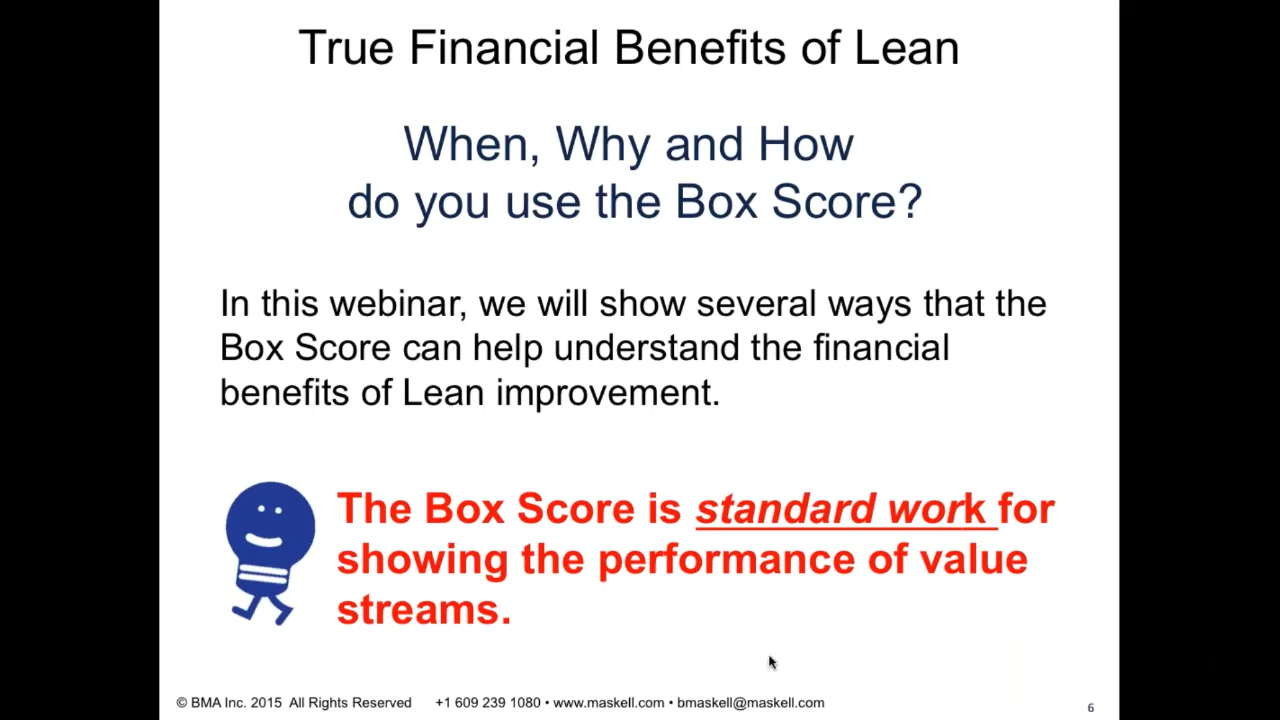 True Financial Benefits of Lean
When, Why and How
do you use the Box Score?
In this webinar, we will show several ways that the
Box Score can help understand the financial
benefits of Lean improvement.
The Box Score is standard work for
showing the performance of value
streams.
© BMA Inc. 2015 All Rights Reserved +1 609 239 1080 • www.maskell.com • bmaskell@maskell.com
6